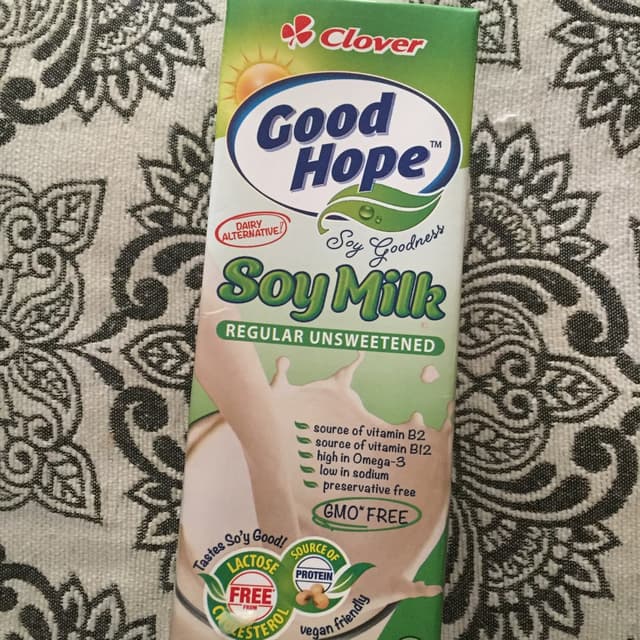 Clover
Good
Hope™
DAIRY
ALTERNATIVE!
Soy Goodness
Soy Milk
REGULAR UNSWEETENED
source of vitamin B2
source of vitamin B12
high in Omega-3
low in sodium
preservative free
GMO* FREE
Tastes So'y Good!
LACTOSE
FREE
FROM
CHOLESTEROL
SOURCE OF
PROTEIN
vegan friendly